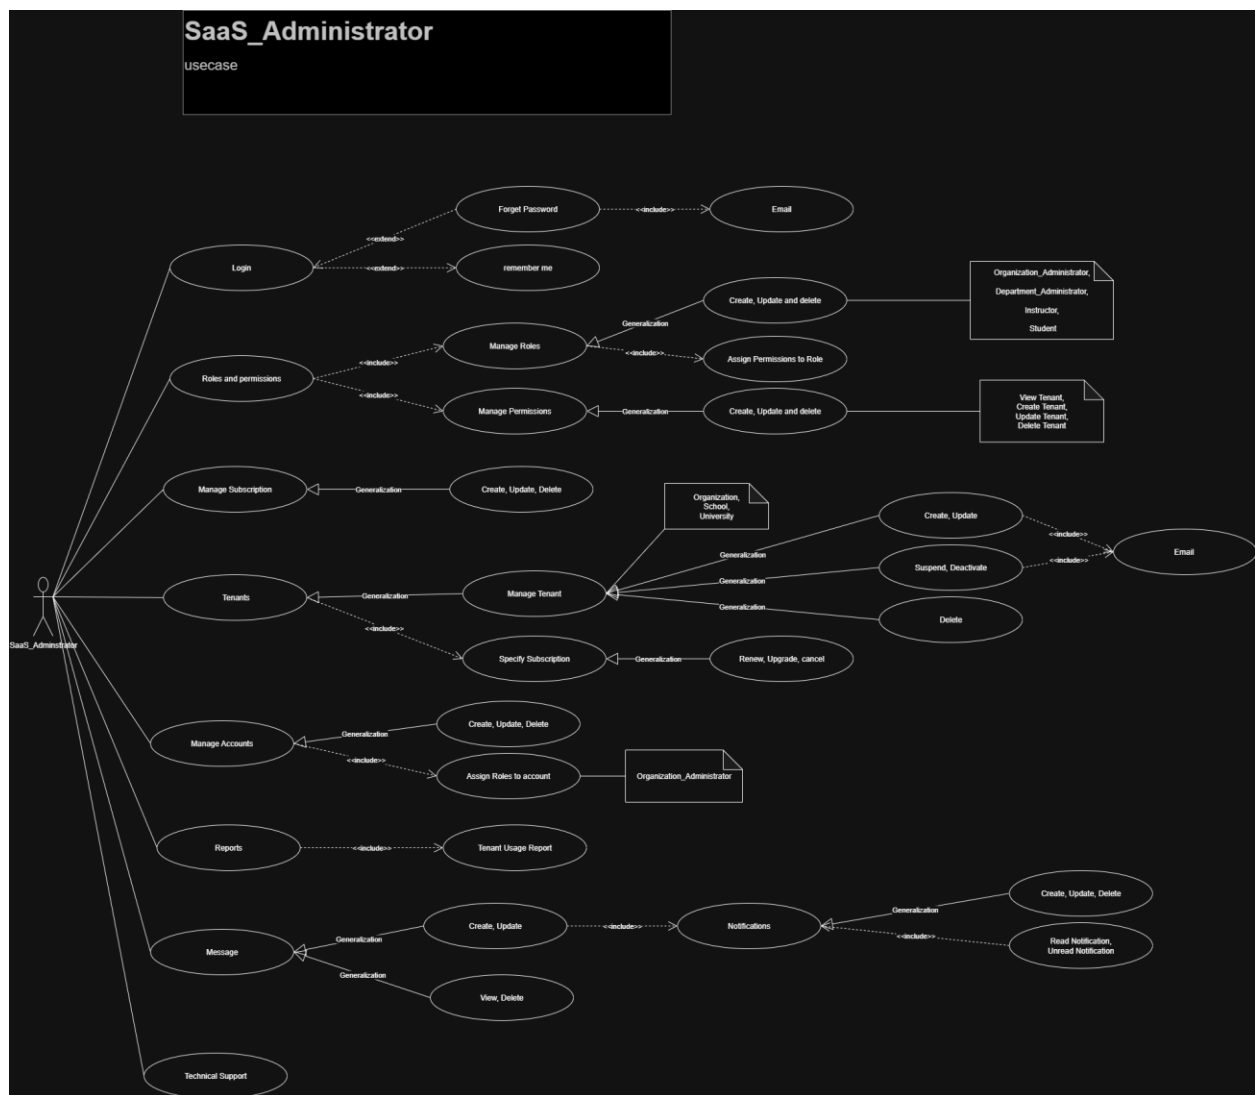 SaaS_Administrator
usecase
Forget Password
<<include>>
Email
<<extend>>
Login
<<extend>>
remember me
Organization_Administrator,
Department_Administrator,
Instructor,
Student
Create, Update and delete
Generalization
Manage Roles
<<include>>
Assign Permissions to Role
<<include>>
Roles and permissions
<<include>>
Manage Permissions
Generalization
Create, Update and delete
View Tenant,
Create Tenant,
Update Tenant,
Delete Tenant
Manage Subscription
Generalization
Create, Update, Delete
Organization,
School,
University
Create, Update
<<include>>
Generalization
Email
Suspend, Deactivate
<<include>>
Generalization
Tenants
Generalization
Manage Tenant
Generalization
Delete
<<include>>
Specify Subscription
Generalization
Renew, Upgrade, cancel
SaaS_Adminstrator
Create, Update, Delete
Generalization
Manage Accounts
<<include>>
Assign Roles to account
Organization_Administrator
Reports
<<include>>
Tenant Usage Report
Create, Update, Delete
Generalization
Create, Update
<<include>>
Notifications
Generalization
<<include>>
Read Notification,
Unread Notification
Message
Generalization
View, Delete
Technical Support